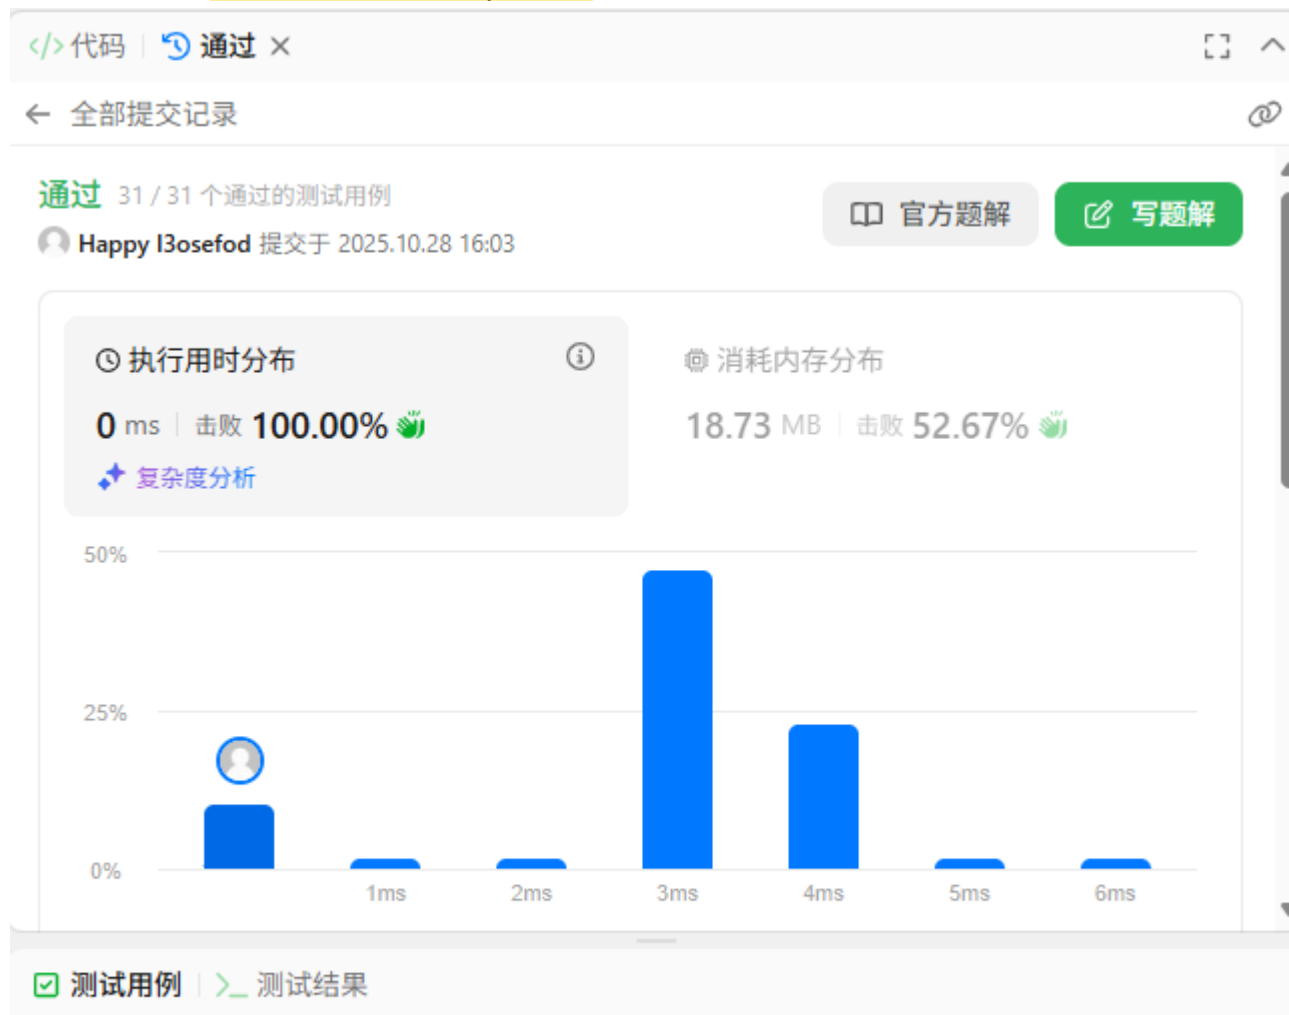 </> 代码 通过
全部提交记录
通过 31 / 31 个通过的测试用例
官方题解 写题解
Happy l3osefod 提交于 2025.10.28 16:03
执行用时分布
0 ms 击败 100.00%
复杂度分析
消耗内存分布
18.73 MB 击败 52.67%
50%
25%
0%
1ms 2ms 3ms 4ms 5ms 6ms
测试用例 >_ 测试结果